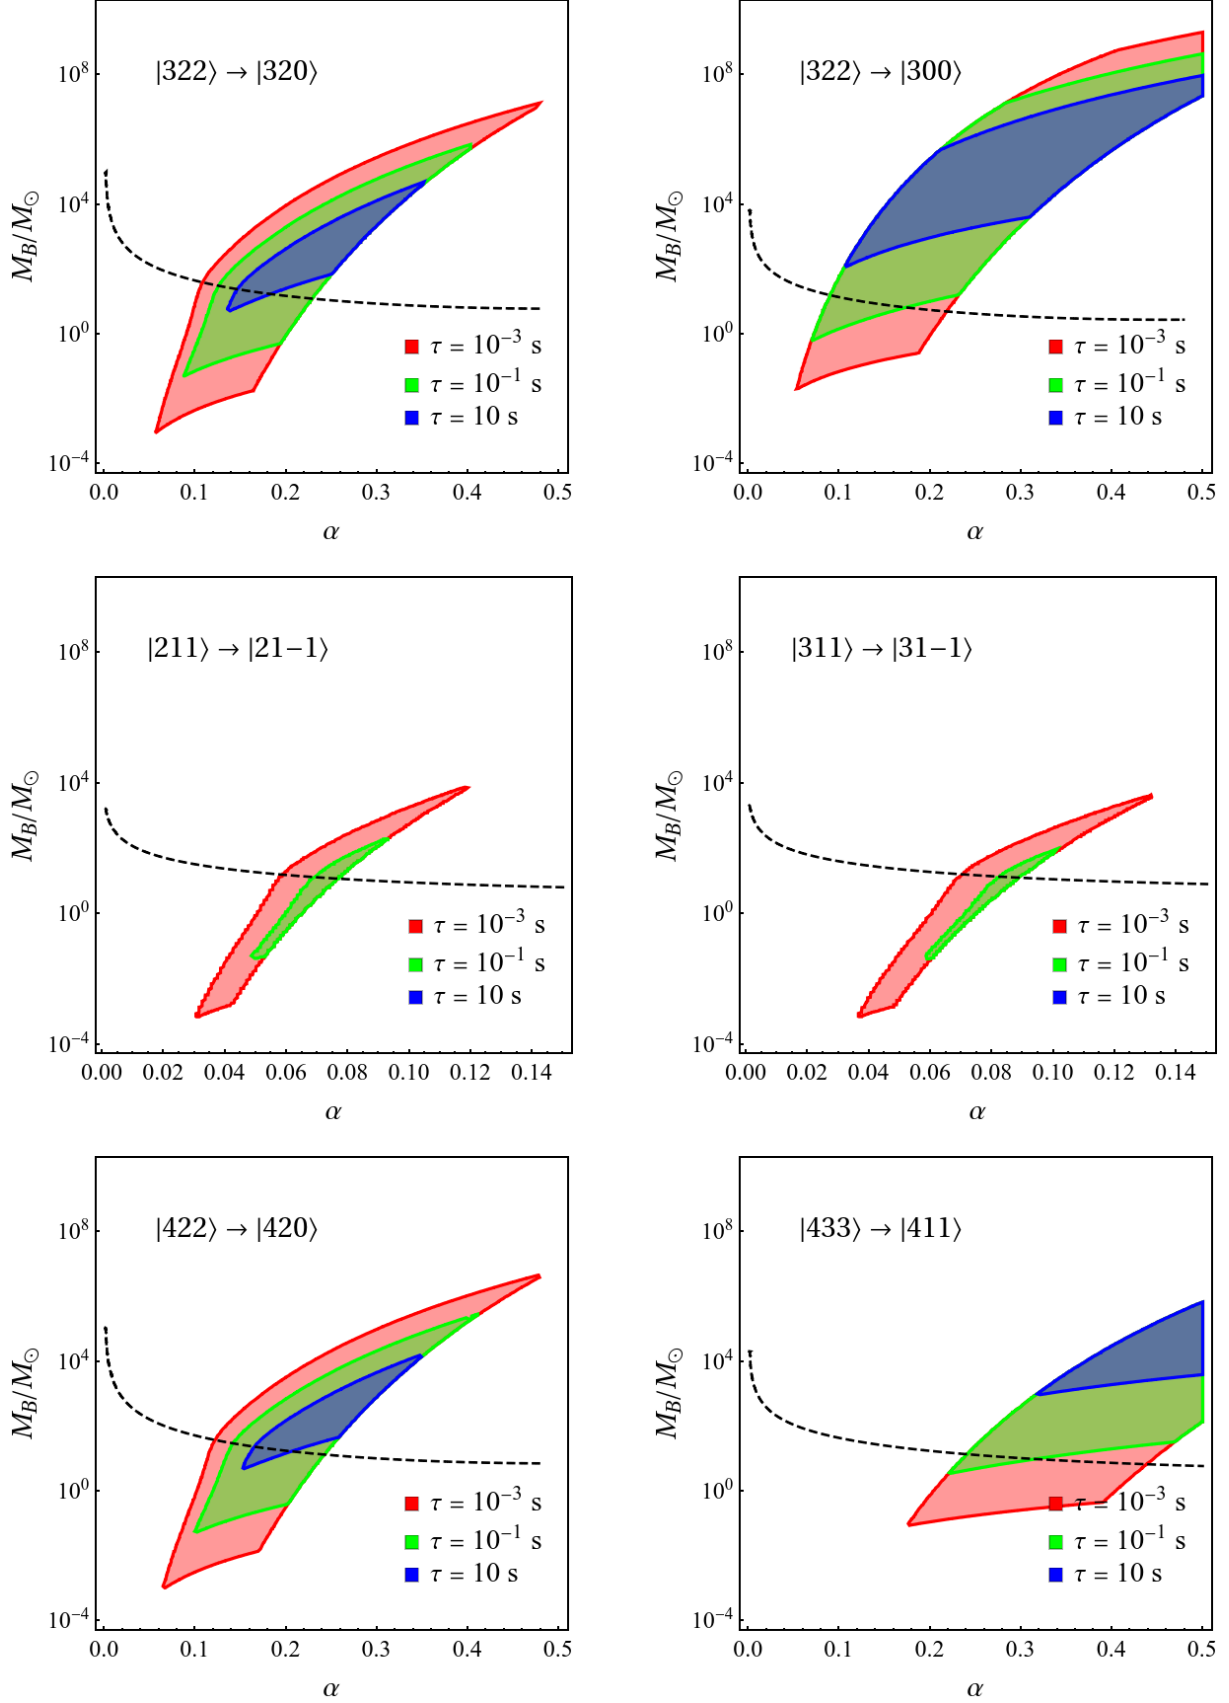 |322⟩ → |320⟩
M_B/M_⊙
10^8
10^4
10^0
10^−4
τ = 10^−3 s
τ = 10^−1 s
τ = 10 s
0.0 0.1 0.2 0.3 0.4 0.5
α
|322⟩ → |300⟩
M_B/M_⊙
10^8
10^4
10^0
10^−4
τ = 10^−3 s
τ = 10^−1 s
τ = 10 s
0.0 0.1 0.2 0.3 0.4 0.5
α
|211⟩ → |21−1⟩
M_B/M_⊙
10^8
10^4
10^0
10^−4
τ = 10^−3 s
τ = 10^−1 s
τ = 10 s
0.00 0.02 0.04 0.06 0.08 0.10 0.12 0.14
α
|311⟩ → |31−1⟩
M_B/M_⊙
10^8
10^4
10^0
10^−4
τ = 10^−3 s
τ = 10^−1 s
τ = 10 s
0.00 0.02 0.04 0.06 0.08 0.10 0.12 0.14
α
|422⟩ → |420⟩
M_B/M_⊙
10^8
10^4
10^0
10^−4
τ = 10^−3 s
τ = 10^−1 s
τ = 10 s
0.0 0.1 0.2 0.3 0.4 0.5
α
|433⟩ → |411⟩
M_B/M_⊙
10^8
10^4
10^0
10^−4
τ = 10^−3 s
τ = 10^−1 s
τ = 10 s
0.0 0.1 0.2 0.3 0.4 0.5
α